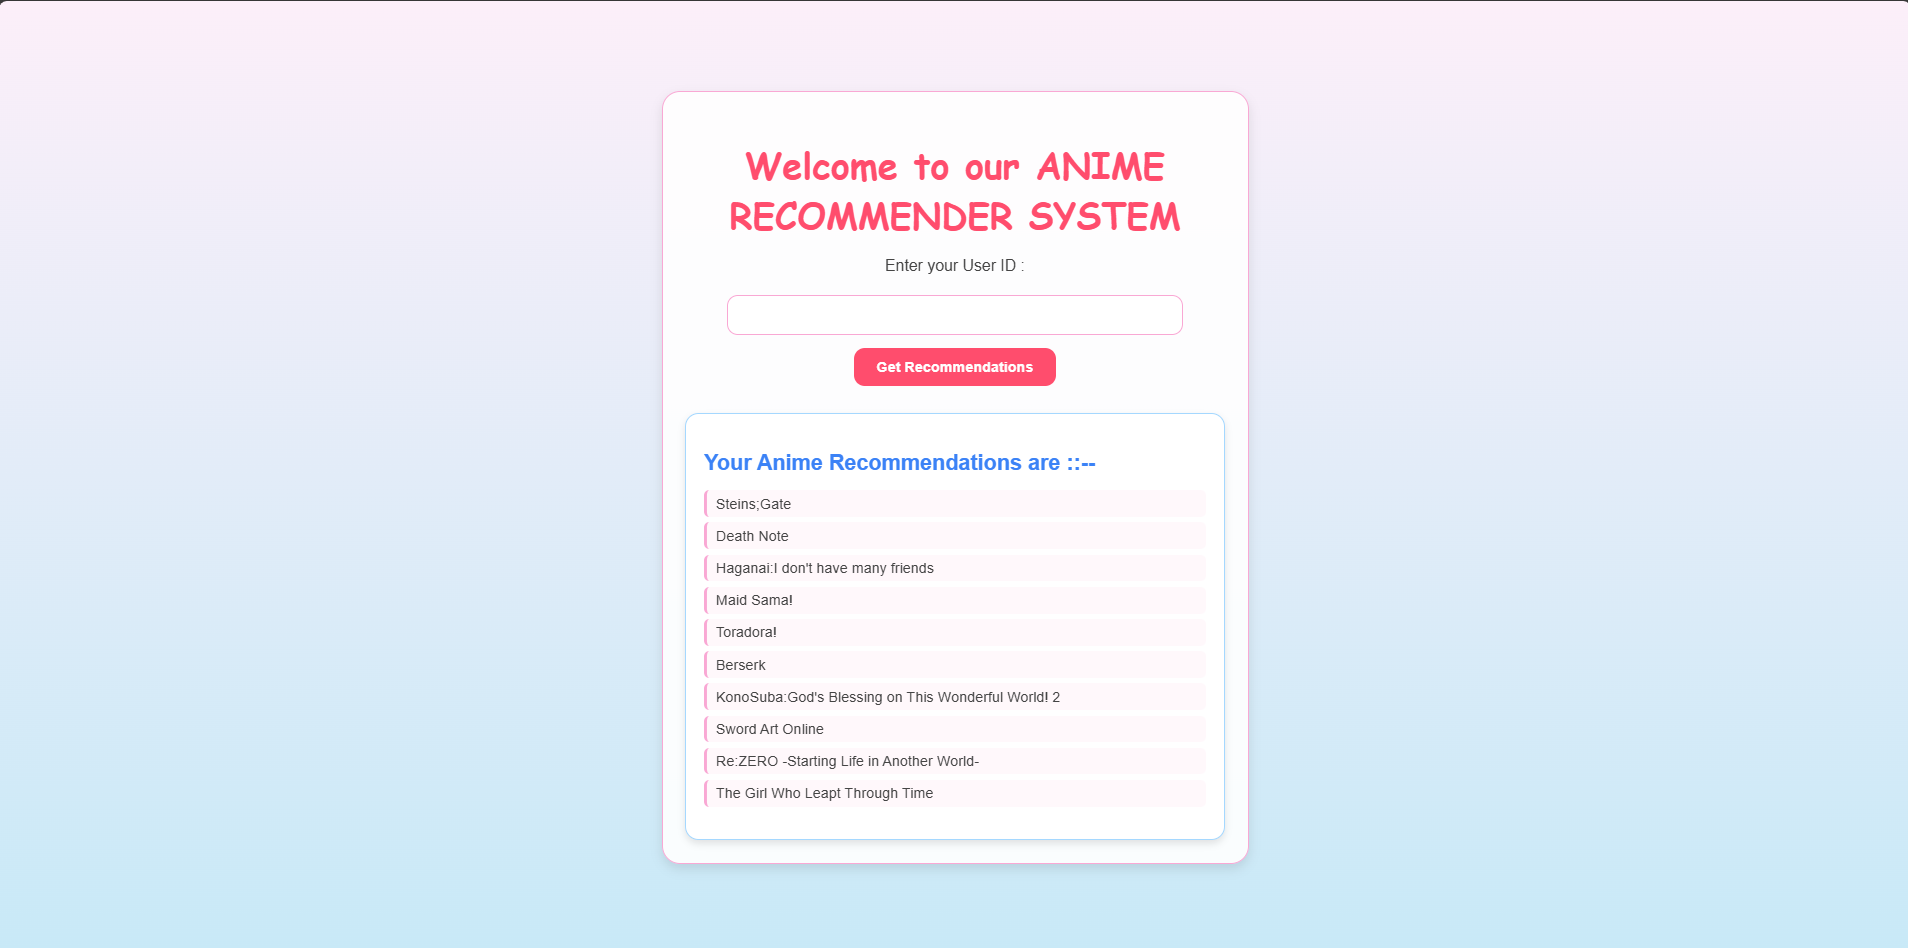 Welcome to our ANIME
RECOMMENDER SYSTEM
Enter your User ID :
Get Recommendations
Your Anime Recommendations are ::--
Steins;Gate
Death Note
Haganai:I don't have many friends
Maid Sama!
Toradora!
Berserk
KonoSuba:God's Blessing on This Wonderful World! 2
Sword Art Online
Re:ZERO -Starting Life in Another World-
The Girl Who Leapt Through Time